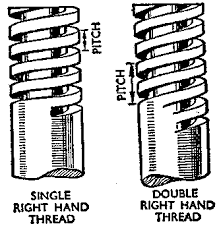 PITCH
PITCH
SINGLE
RIGHT HAND
THREAD
DOUBLE
RIGHT HAND
THREAD